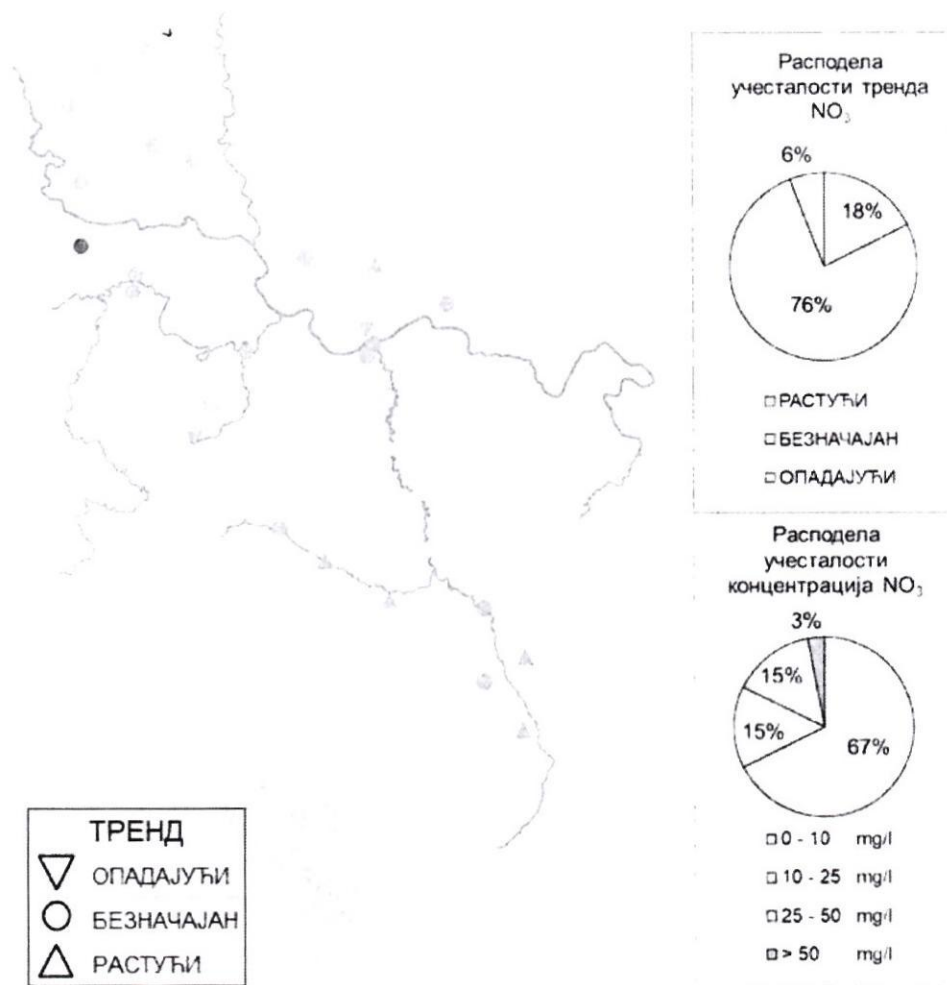 Расподела
учесталости тренда
NO₃
6%
18%
76%
РАСТУЋИ
БЕЗНАЧАЈАН
ОПАДАЈУЋИ
Расподела
учесталости
концентрација NO₃
3%
15%
15%
67%
0 - 10 mg/l
10 - 25 mg/l
25 - 50 mg/l
> 50 mg/l
ТРЕНД
ОПАДАЈУЋИ
БЕЗНАЧАЈАН
РАСТУЋИ